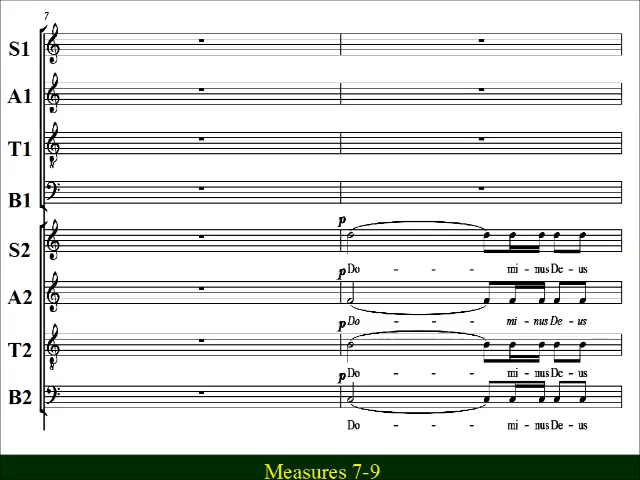 7
S1
A1
T1
B1
S2
p
Do - - - - mi - nus De - us
A2
p
Do - - - - mi - nus De - us
T2
p
Do - - - - mi - nus De - us
B2
p
Do - - - - mi - nus De - us
Measures 7-9